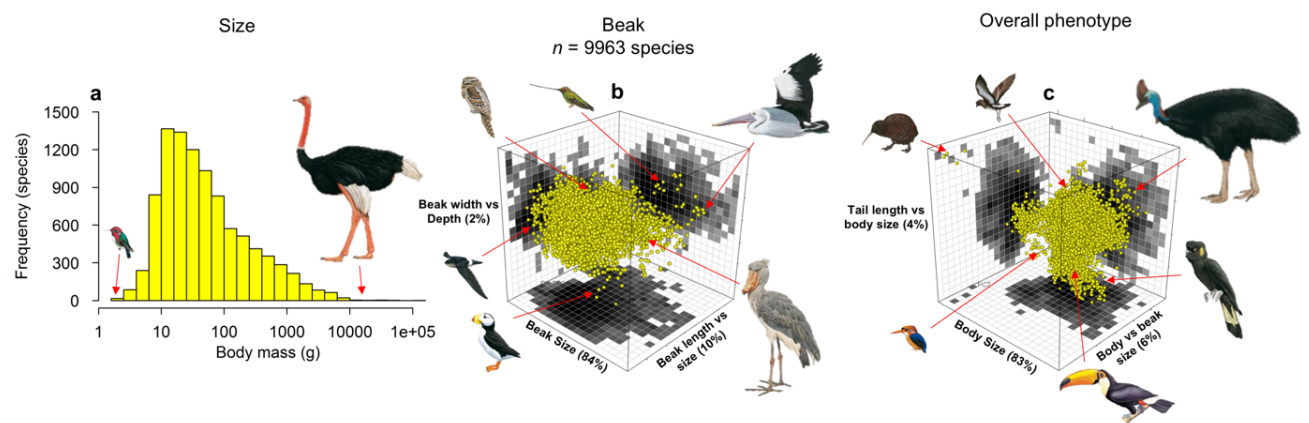 Size
Beak
n = 9963 species
Overall phenotype
a
Frequency (species)
1500
1200
900
600
300
0
1
10
100
1000
10000
1e+05
Body mass (g)
b
Beak width vs
Depth (2%)
Beak Size (84%)
Beak length vs
size (10%)
c
Tail length vs
body size (4%)
Body Size (83%)
Body vs beak
size (6%)